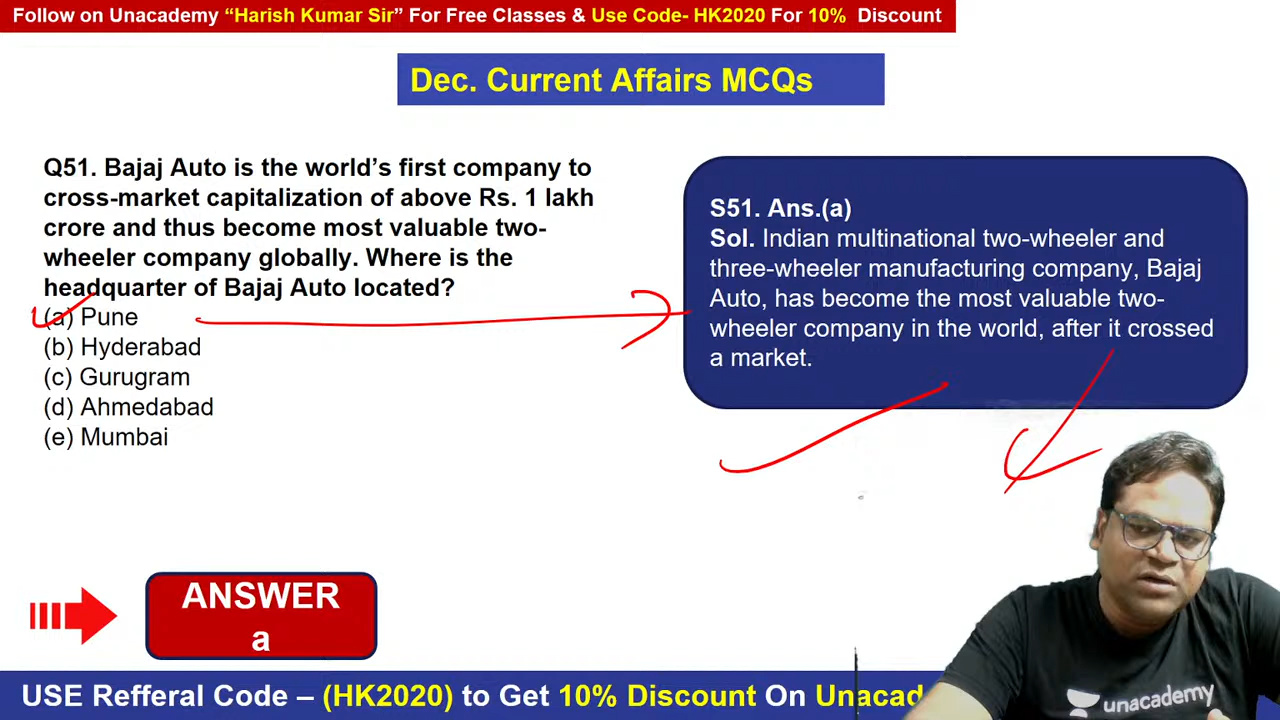 Follow on Unacademy “Harish Kumar Sir” For Free Classes & Use Code- HK2020 For 10% Discount
Dec. Current Affairs MCQs
Q51. Bajaj Auto is the world’s first company to
cross-market capitalization of above Rs. 1 lakh
crore and thus become most valuable two-
wheeler company globally. Where is the
headquarter of Bajaj Auto located?
(a) Pune
(b) Hyderabad
(c) Gurugram
(d) Ahmedabad
(e) Mumbai
S51. Ans.(a)
Sol. Indian multinational two-wheeler and
three-wheeler manufacturing company, Bajaj
Auto, has become the most valuable two-
wheeler company in the world, after it crossed
a market.
ANSWER
a
USE Refferal Code – (HK2020) to Get 10% Discount On Unacad
unacademy